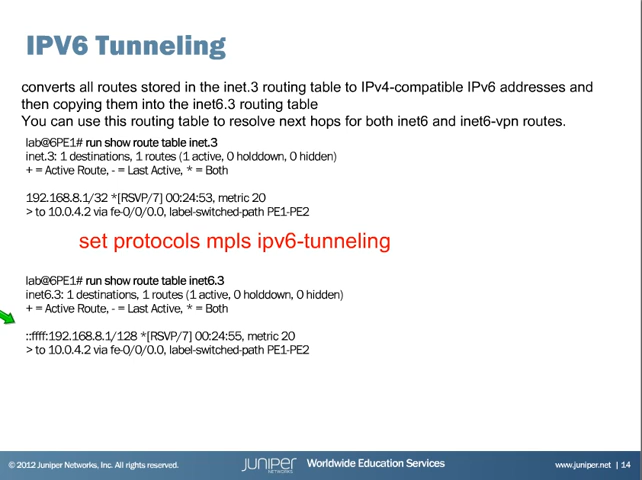 IPV6 Tunneling
converts all routes stored in the inet.3 routing table to IPv4-compatible IPv6 addresses and
then copying them into the inet6.3 routing table
You can use this routing table to resolve next hops for both inet6 and inet6-vpn routes.
lab@6PE1# run show route table inet.3
inet.3: 1 destinations, 1 routes (1 active, 0 holddown, 0 hidden)
+ = Active Route, - = Last Active, * = Both
192.168.8.1/32 *[RSVP/7] 00:24:53, metric 20
> to 10.0.4.2 via fe-0/0/0.0, label-switched-path PE1-PE2
set protocols mpls ipv6-tunneling
lab@6PE1# run show route table inet6.3
inet6.3: 1 destinations, 1 routes (1 active, 0 holddown, 0 hidden)
+ = Active Route, - = Last Active, * = Both
::ffff:192.168.8.1/128 *[RSVP/7] 00:24:55, metric 20
> to 10.0.4.2 via fe-0/0/0.0, label-switched-path PE1-PE2
© 2012 Juniper Networks, Inc. All rights reserved.
JUNIPER NETWORKS
Worldwide Education Services
www.juniper.net | 14